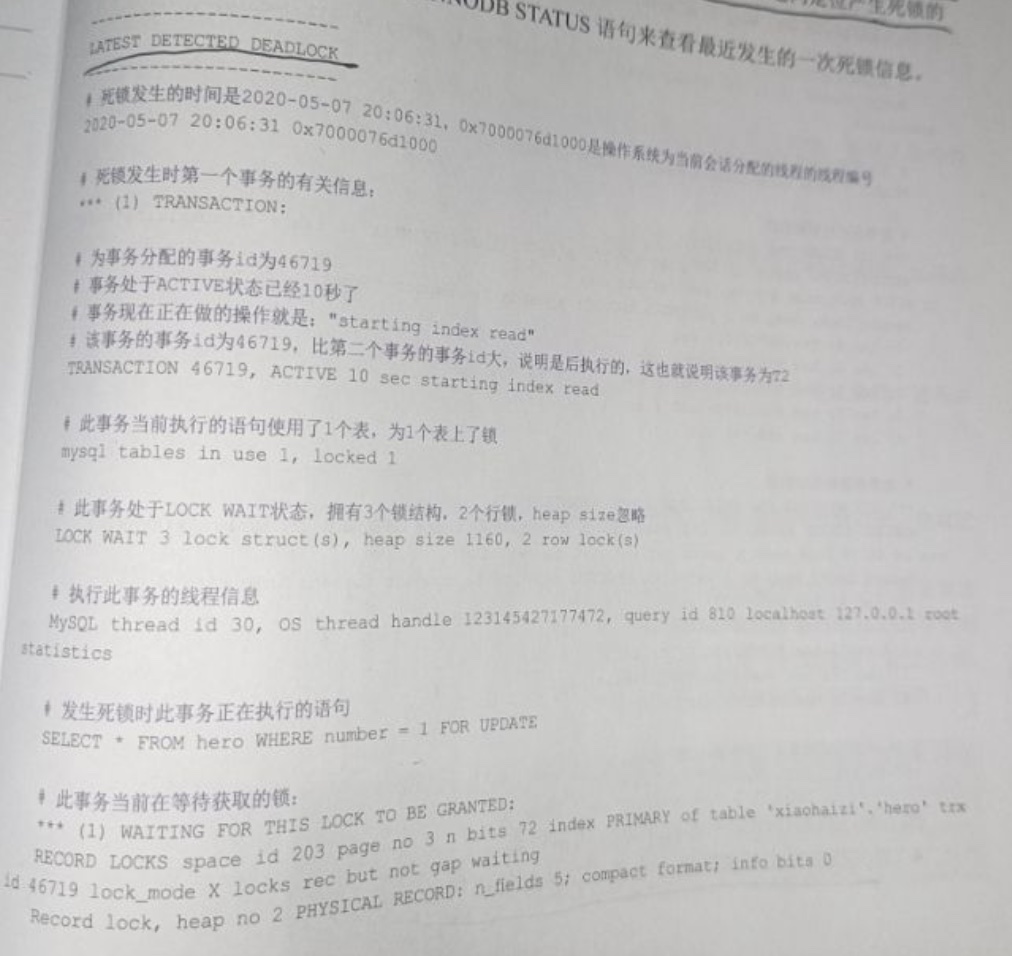 产生死锁的
INNODB STATUS 语句来查看最近发生的一次死锁信息。
------------------------
LATEST DETECTED DEADLOCK
------------------------
# 死锁发生的时间是2020-05-07 20:06:31，0x7000076d1000是操作系统为当前会话分配的线程的线程编号
2020-05-07 20:06:31 0x7000076d1000
# 死锁发生时第一个事务的有关信息：
*** (1) TRANSACTION:
# 为事务分配的事务id为46719
# 事务处于ACTIVE状态已经10秒了
# 事务现在正在做的操作就是："starting index read"
# 该事务的事务id为46719，比第二个事务的事务id大，说明是后执行的，这也就说明该事务为T2
TRANSACTION 46719, ACTIVE 10 sec starting index read
# 此事务当前执行的语句使用了1个表，为1个表上了锁
mysql tables in use 1, locked 1
# 此事务处于LOCK WAIT状态，拥有3个锁结构，2个行锁，heap size忽略
LOCK WAIT 3 lock struct(s), heap size 1160, 2 row lock(s)
# 执行此事务的线程信息
MySQL thread id 30, OS thread handle 123145427177472, query id 810 localhost 127.0.0.1 root
statistics
# 发生死锁时此事务正在执行的语句
SELECT * FROM hero WHERE number = 1 FOR UPDATE
# 此事务当前在等待获取的锁：
*** (1) WAITING FOR THIS LOCK TO BE GRANTED:
RECORD LOCKS space id 203 page no 3 n bits 72 index PRIMARY of table 'xiaohaizi'.'hero' trx
id 46719 lock_mode X locks rec but not gap waiting
Record lock, heap no 2 PHYSICAL RECORD: n_fields 5; compact format; info bits 0